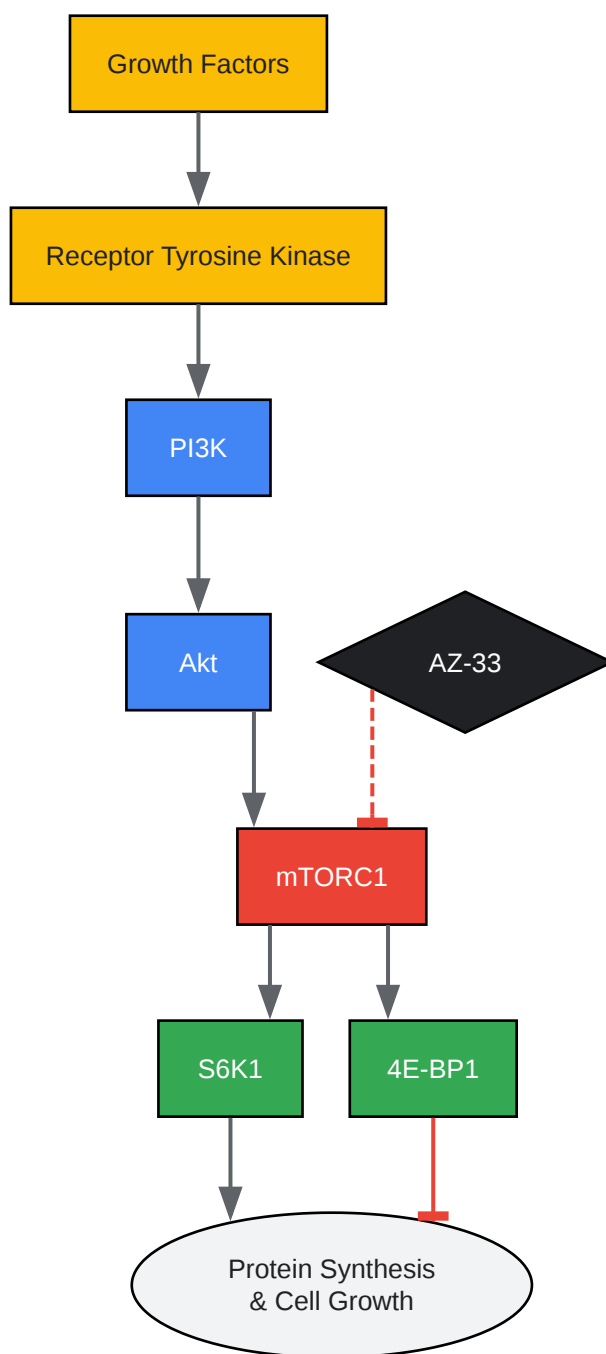 Growth Factors
Receptor Tyrosine Kinase
PI3K
Akt
AZ-33
mTORC1
S6K1
4E-BP1
Protein Synthesis
& Cell Growth